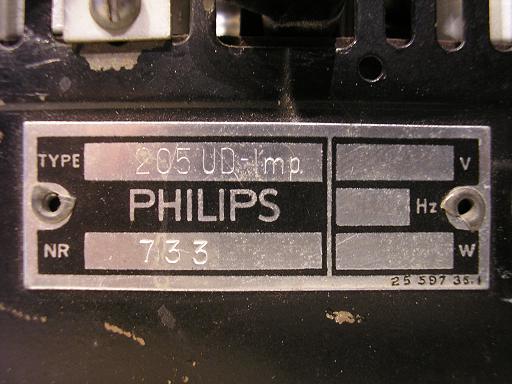 TYPE 205 UD-Imp. V
PHILIPS Hz
NR 733 W
25 597 35.1